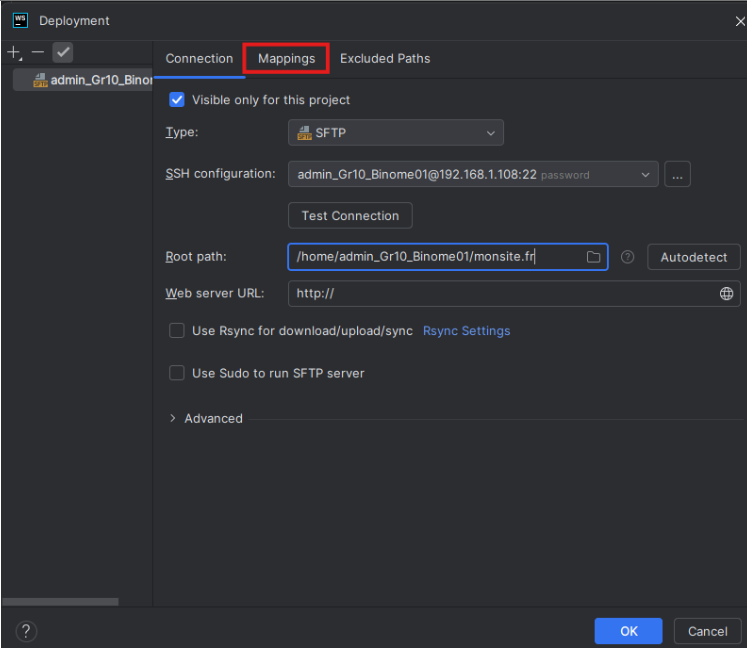 WS Deployment
Connection Mappings Excluded Paths
SFTP admin_Gr10_Binor
Visible only for this project
Type: SFTP SFTP
SSH configuration: admin_Gr10_Binome01@192.168.1.108:22 password ...
Test Connection
Root path: /home/admin_Gr10_Binome01/monsite.fr ? Autodetect
Web server URL: http://
Use Rsync for download/upload/sync Rsync Settings
Use Sudo to run SFTP server
Advanced
? OK Cancel